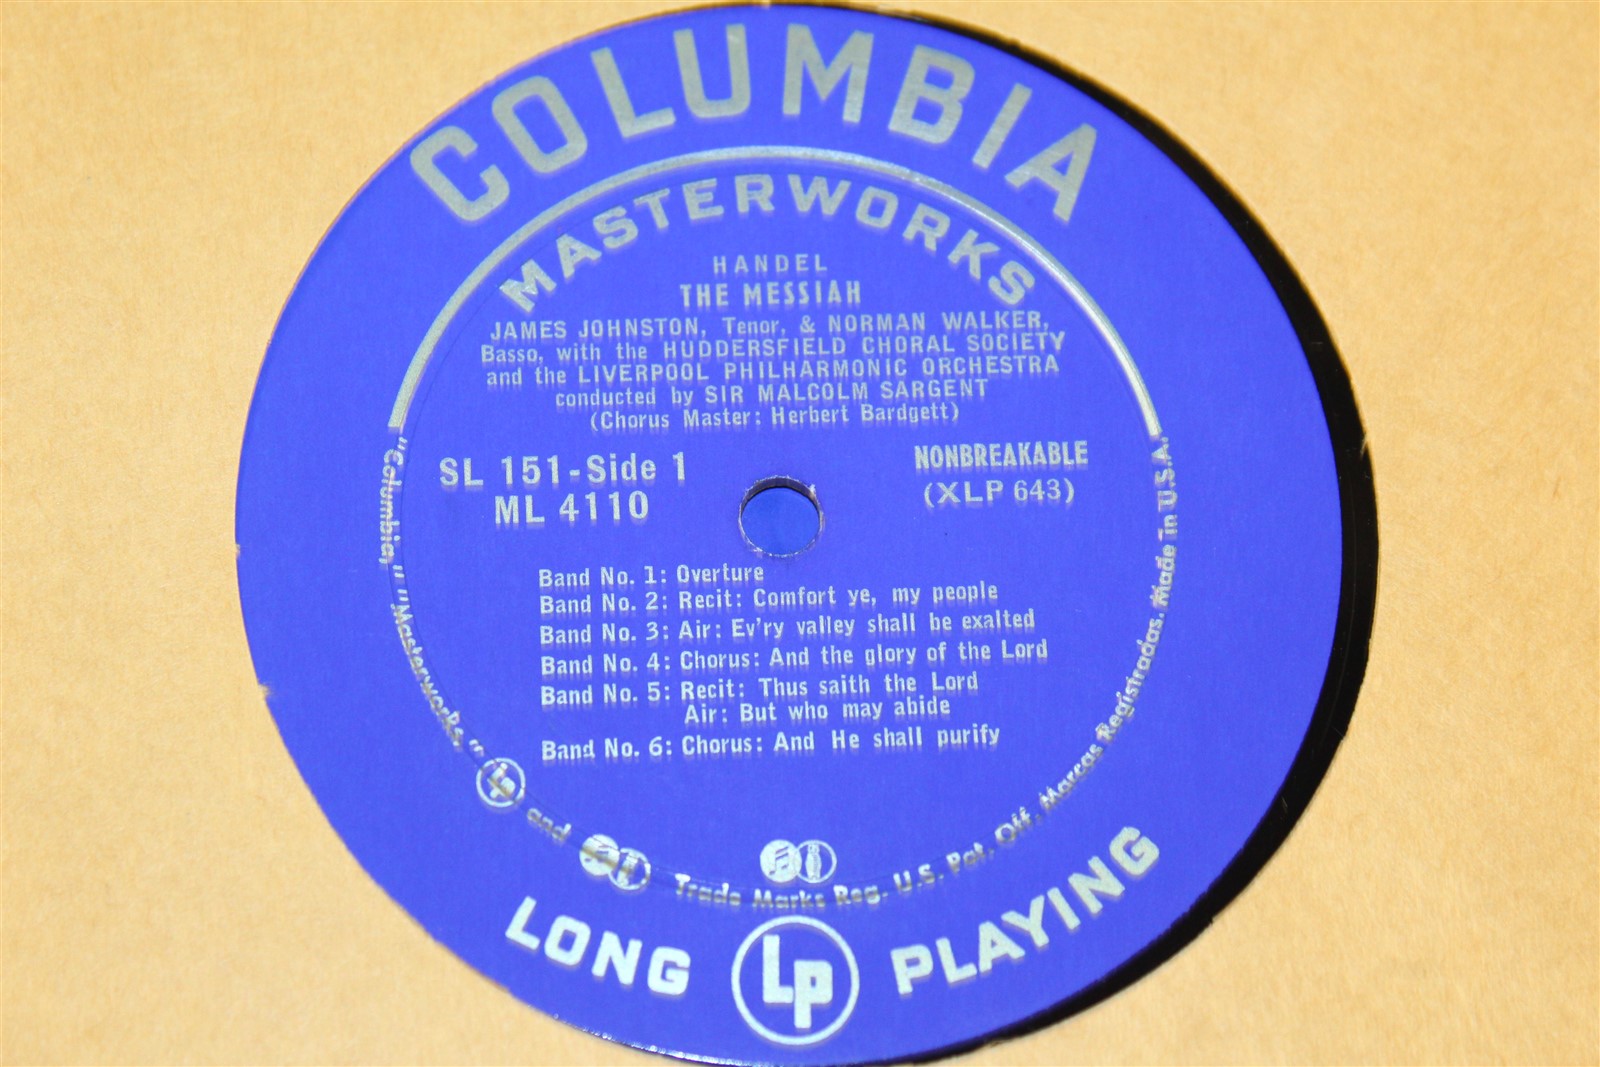 COLUMBIA
MASTERWORKS
HANDEL
THE MESSIAH
JAMES JOHNSTON, Tenor, & NORMAN WALKER,
Basso, with the HUDDERSFIELD CHORAL SOCIETY
and the LIVERPOOL PHILHARMONIC ORCHESTRA
conducted by SIR MALCOLM SARGENT
(Chorus Master: Herbert Bardgett)
SL 151-Side 1
ML 4110
NONBREAKABLE
(XLP 643)
Band No. 1: Overture
Band No. 2: Recit: Comfort ye, my people
Band No. 3: Air: Ev'ry valley shall be exalted
Band No. 4: Chorus: And the glory of the Lord
Band No. 5: Recit: Thus saith the Lord
Air: But who may abide
Band No. 6: Chorus: And He shall purify
"Columbia," "Masterworks," LP and Trade Marks Reg. U.S. Pat. Off. Marcas Registradas. Made in U.S.A.
LONG LP PLAYING